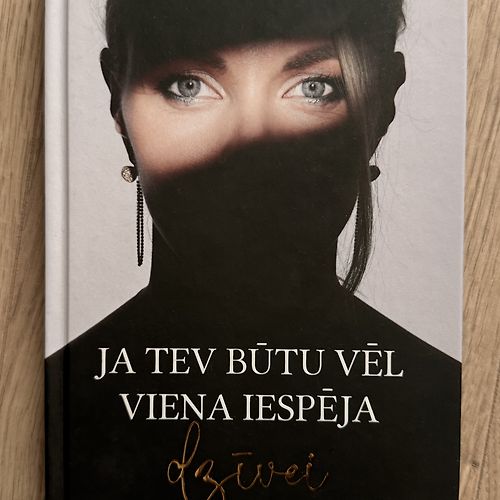 JA TEV BŪTU VĒL
VIENA IESPĒJA
dzīvei